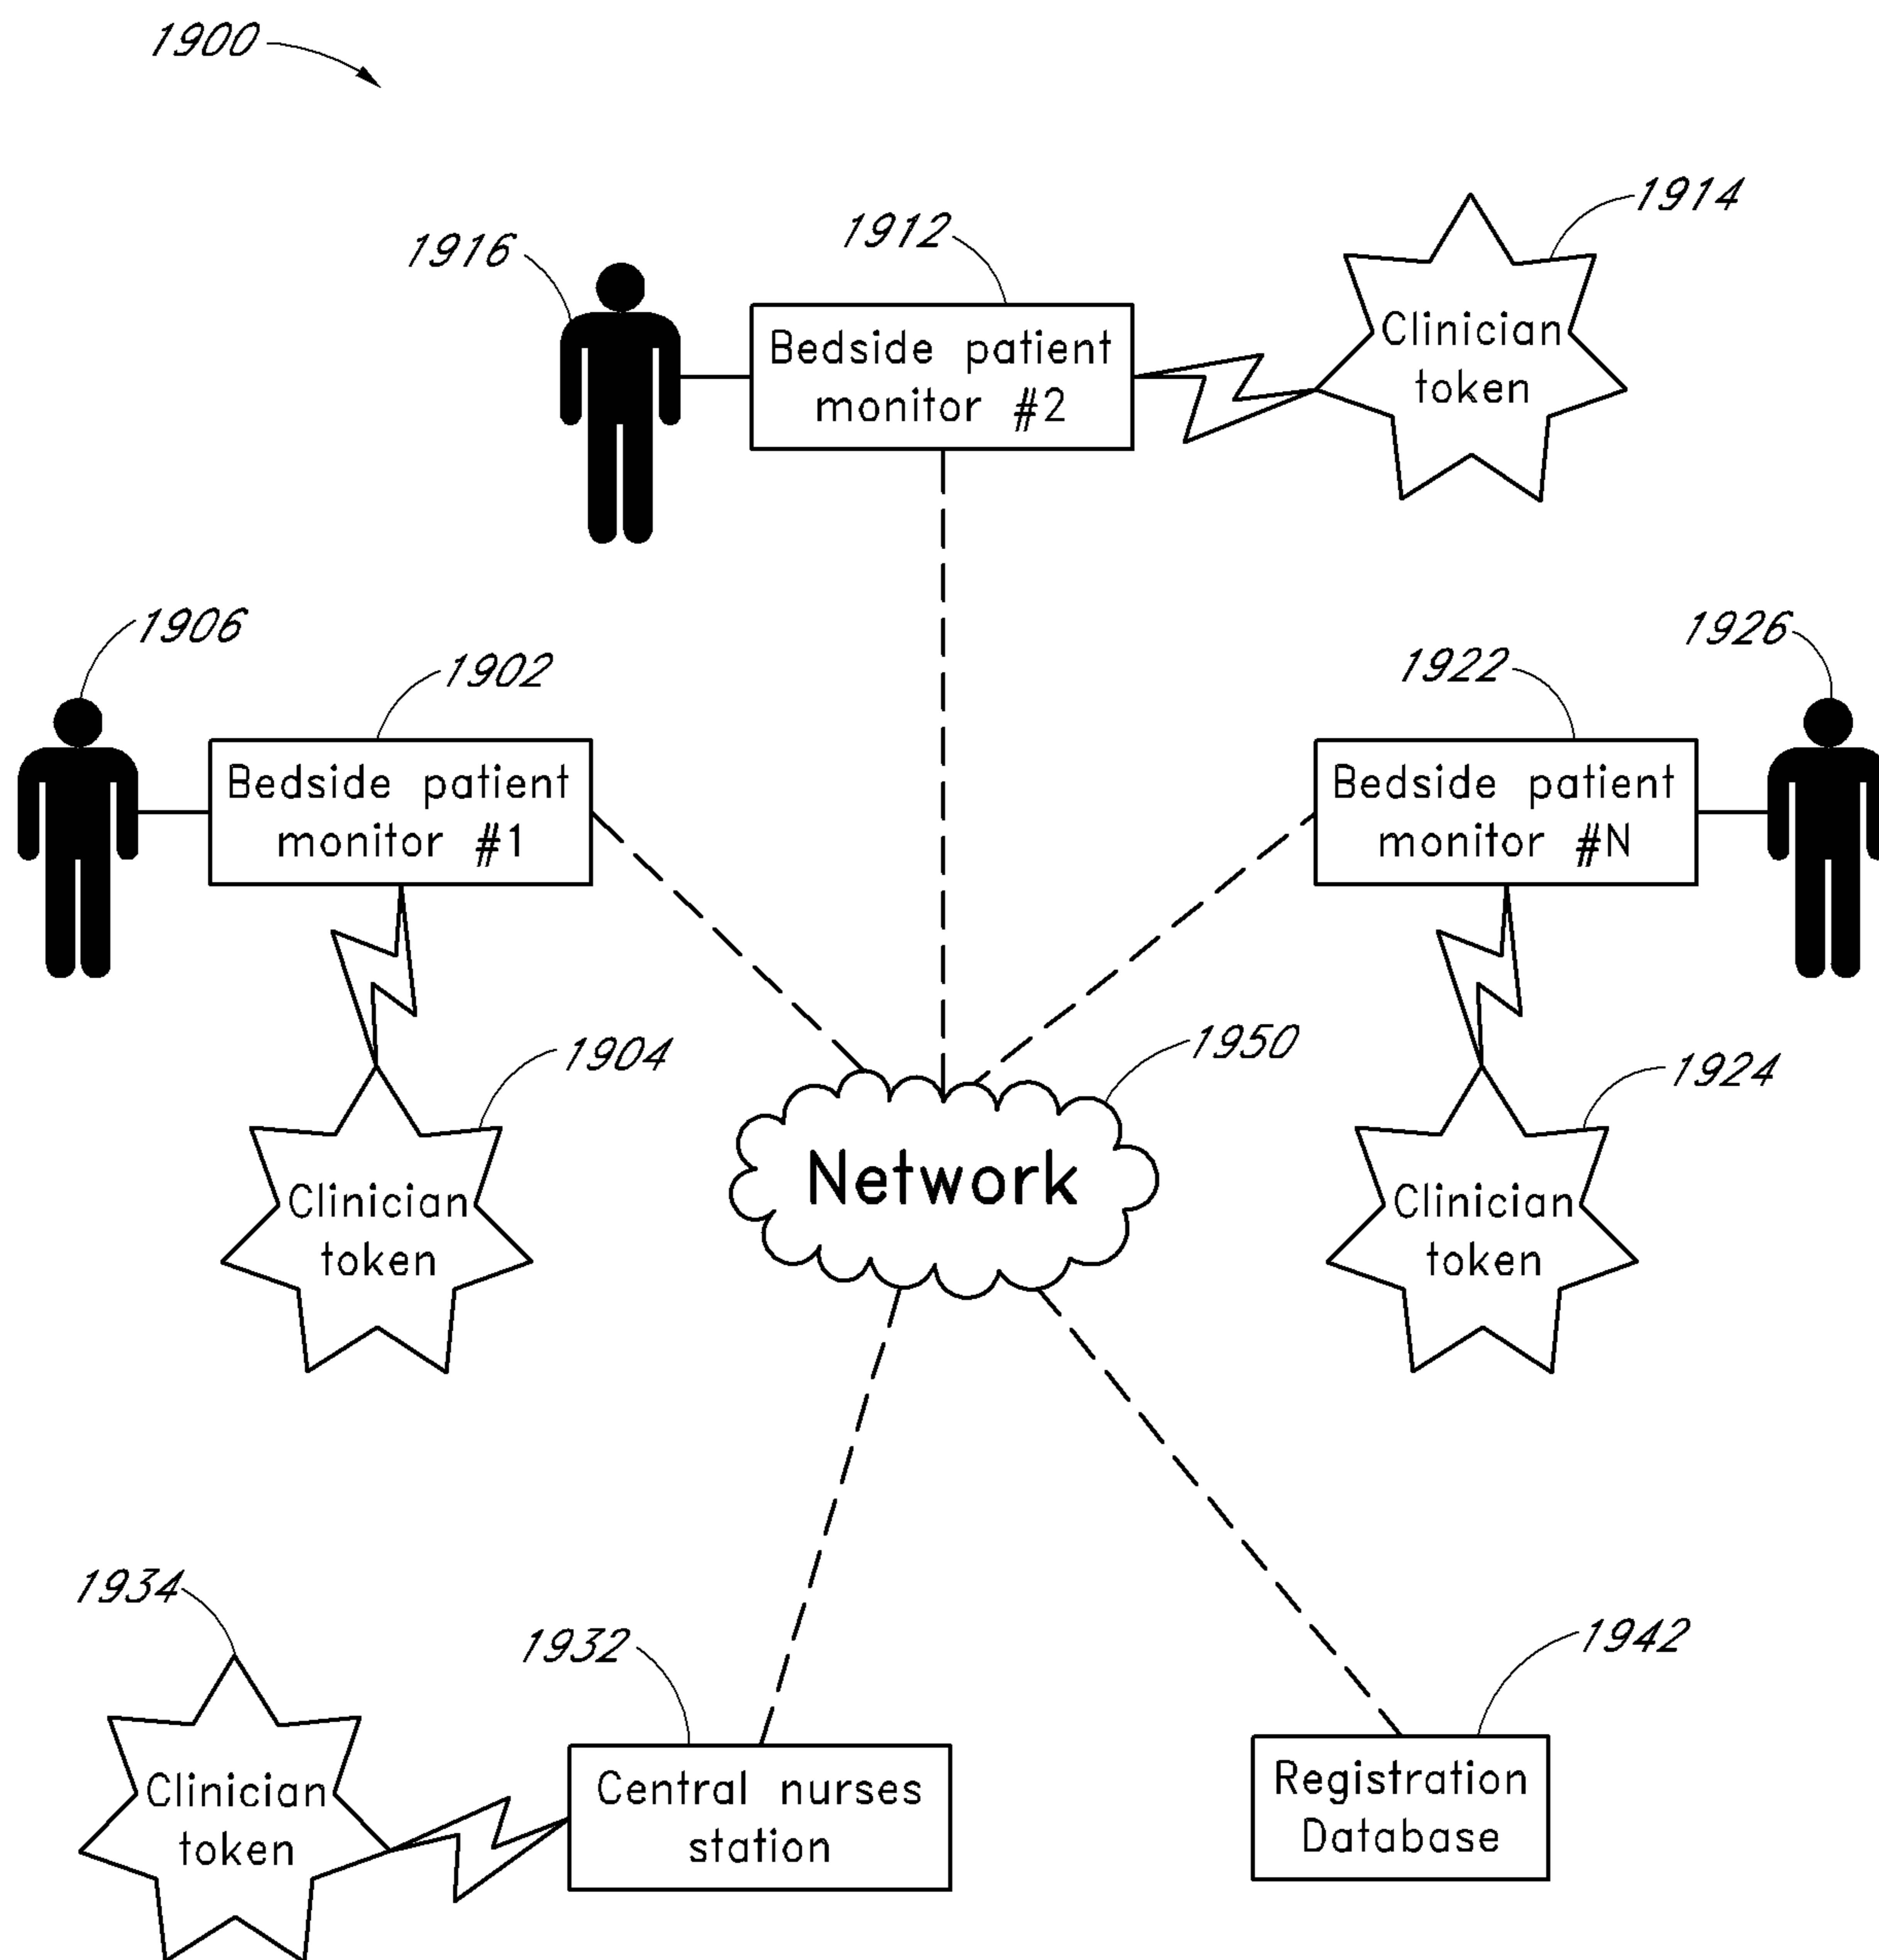 1900
1914
1912
1916
Bedside patient
monitor #2
Clinician
token
1906
1926
1902
1922
Bedside patient
monitor #1
Bedside patient
monitor #N
1904
1950
1924
Network
Clinician
token
Clinician
token
1934
1932
1942
Clinician
token
Central nurses
station
Registration
Database